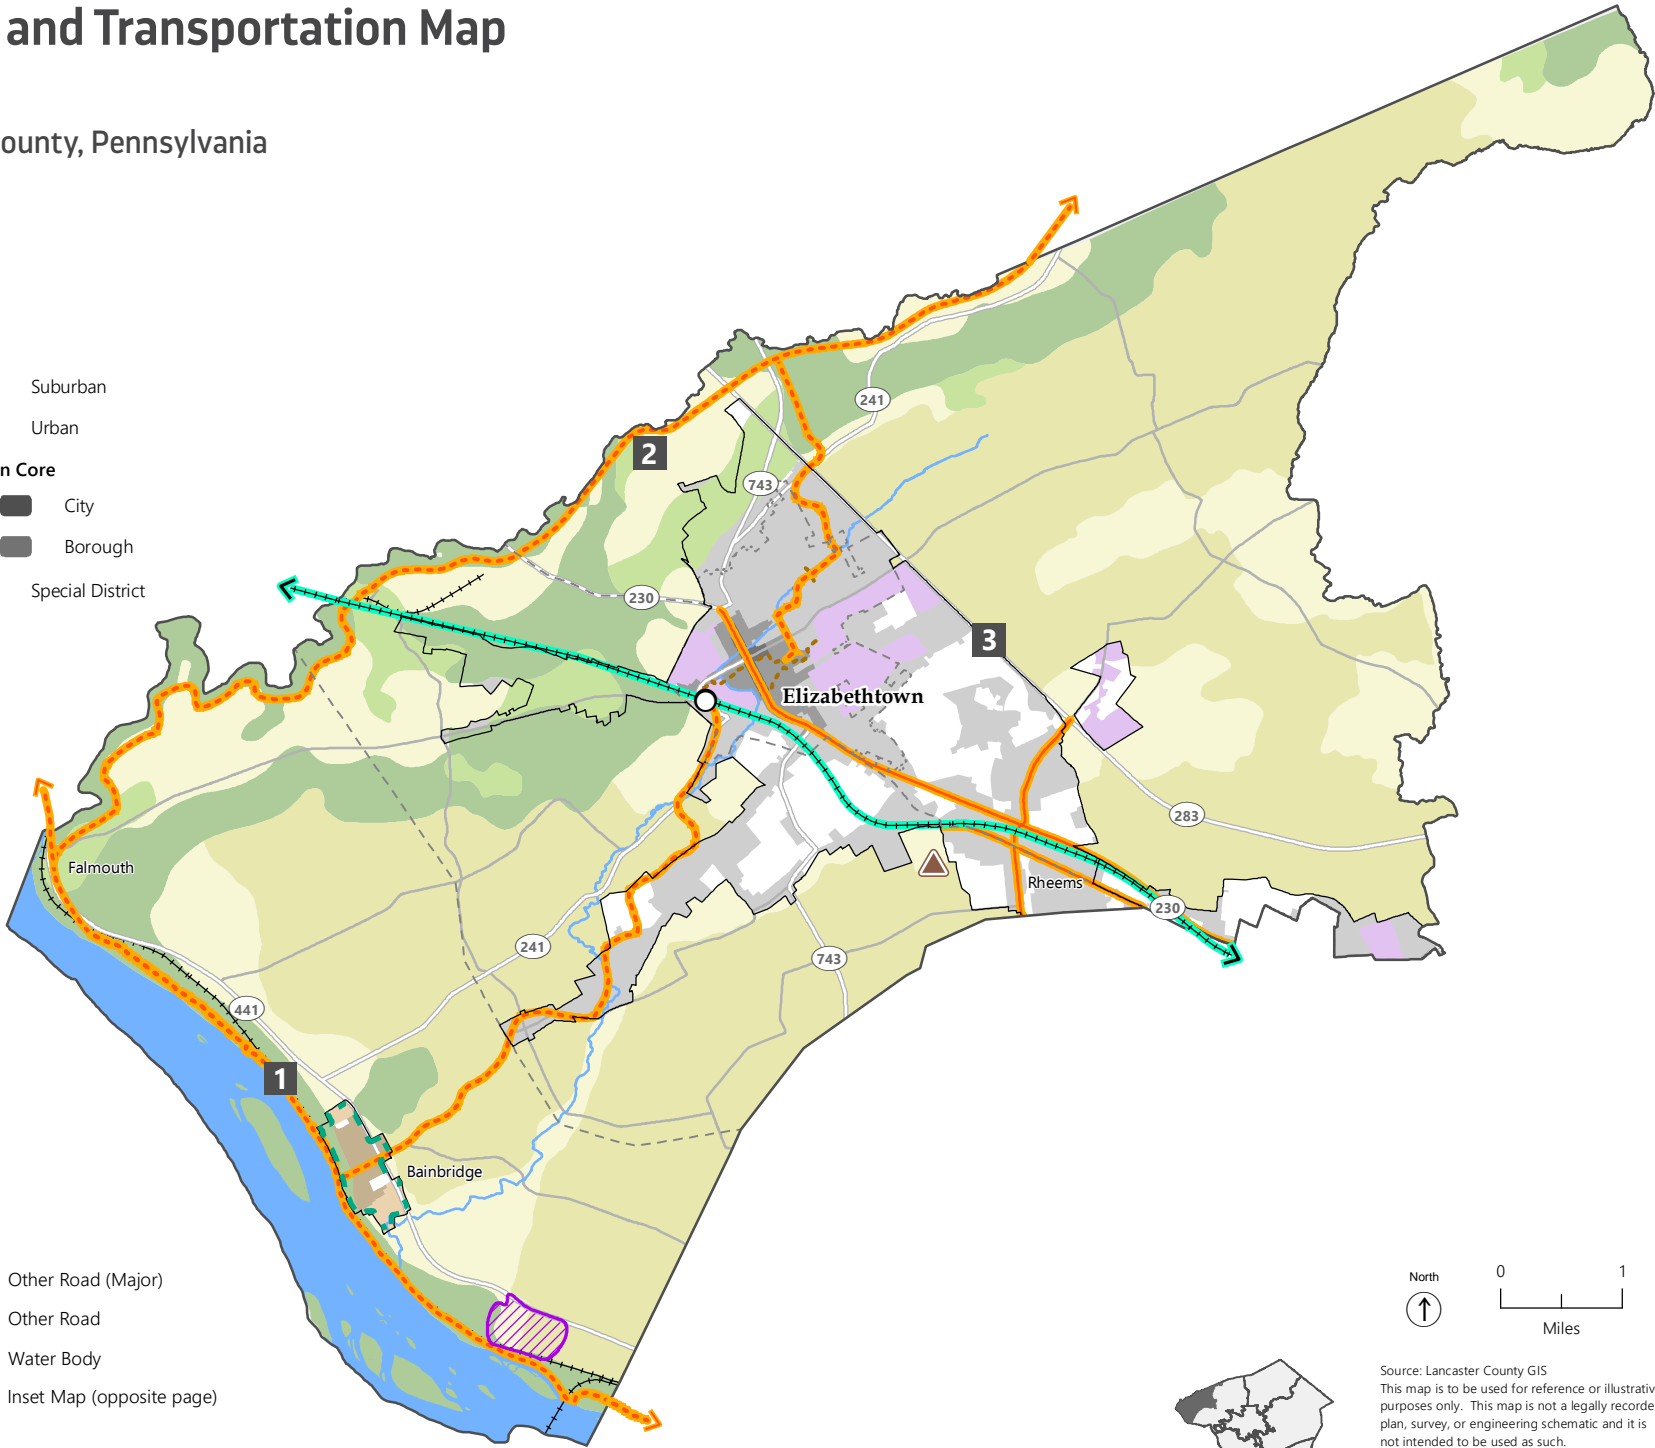 and Transportation Map
ounty, Pennsylvania
Suburban
Urban
n Core
City
Borough
Special District
2
241
743
230
3
Elizabethtown
283
Falmouth
Rheems
230
241
743
441
1
Bainbridge
Other Road (Major)
Other Road
Water Body
Inset Map (opposite page)
North
0 1
Miles
Source: Lancaster County GIS
This map is to be used for reference or illustrativ
purposes only. This map is not a legally recorde
plan, survey, or engineering schematic and it is
not intended to be used as such.